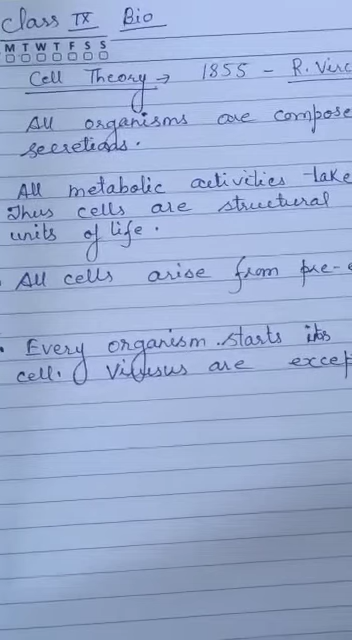 Class IX Bio
M T W T F S S
Cell Theory → 1855 - R. Virc
All organisms are compose
secretions.
All metabolic activities take
Thus cells are structural
units of life.
All cells arise from pre-e
Every organism starts its
cell. Virusus are excep